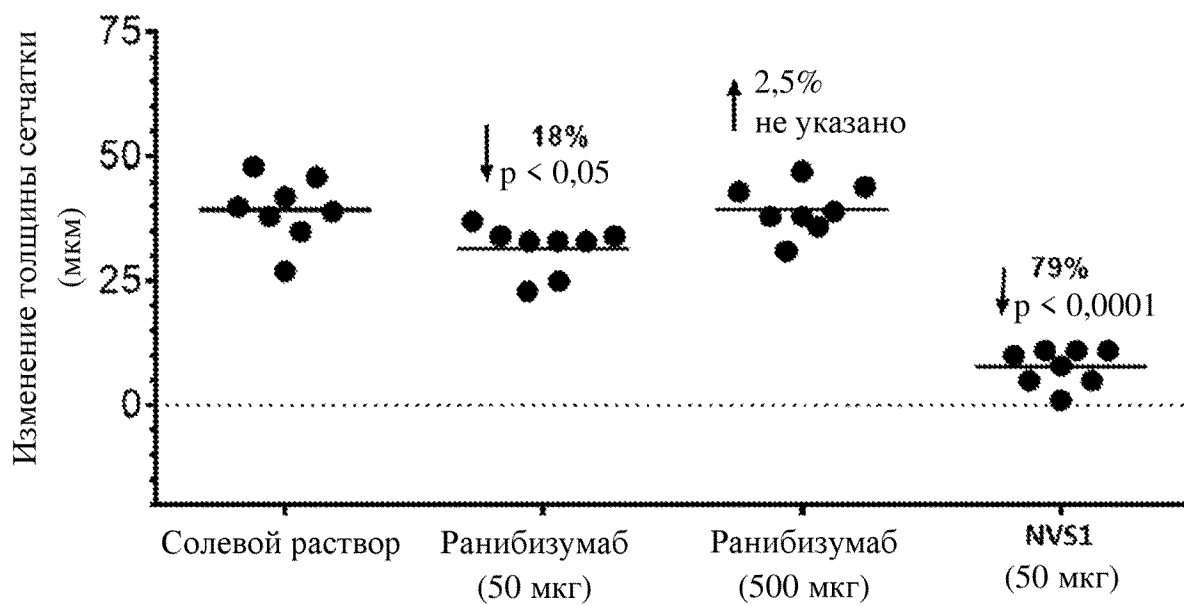 Изменение толщины сетчатки
(мкм)
75
50
25
0
18%
p < 0,05
2,5%
не указано
79%
p < 0,0001
Солевой раствор
Ранибизумаб
(50 мкг)
Ранибизумаб
(500 мкг)
NVS1
(50 мкг)